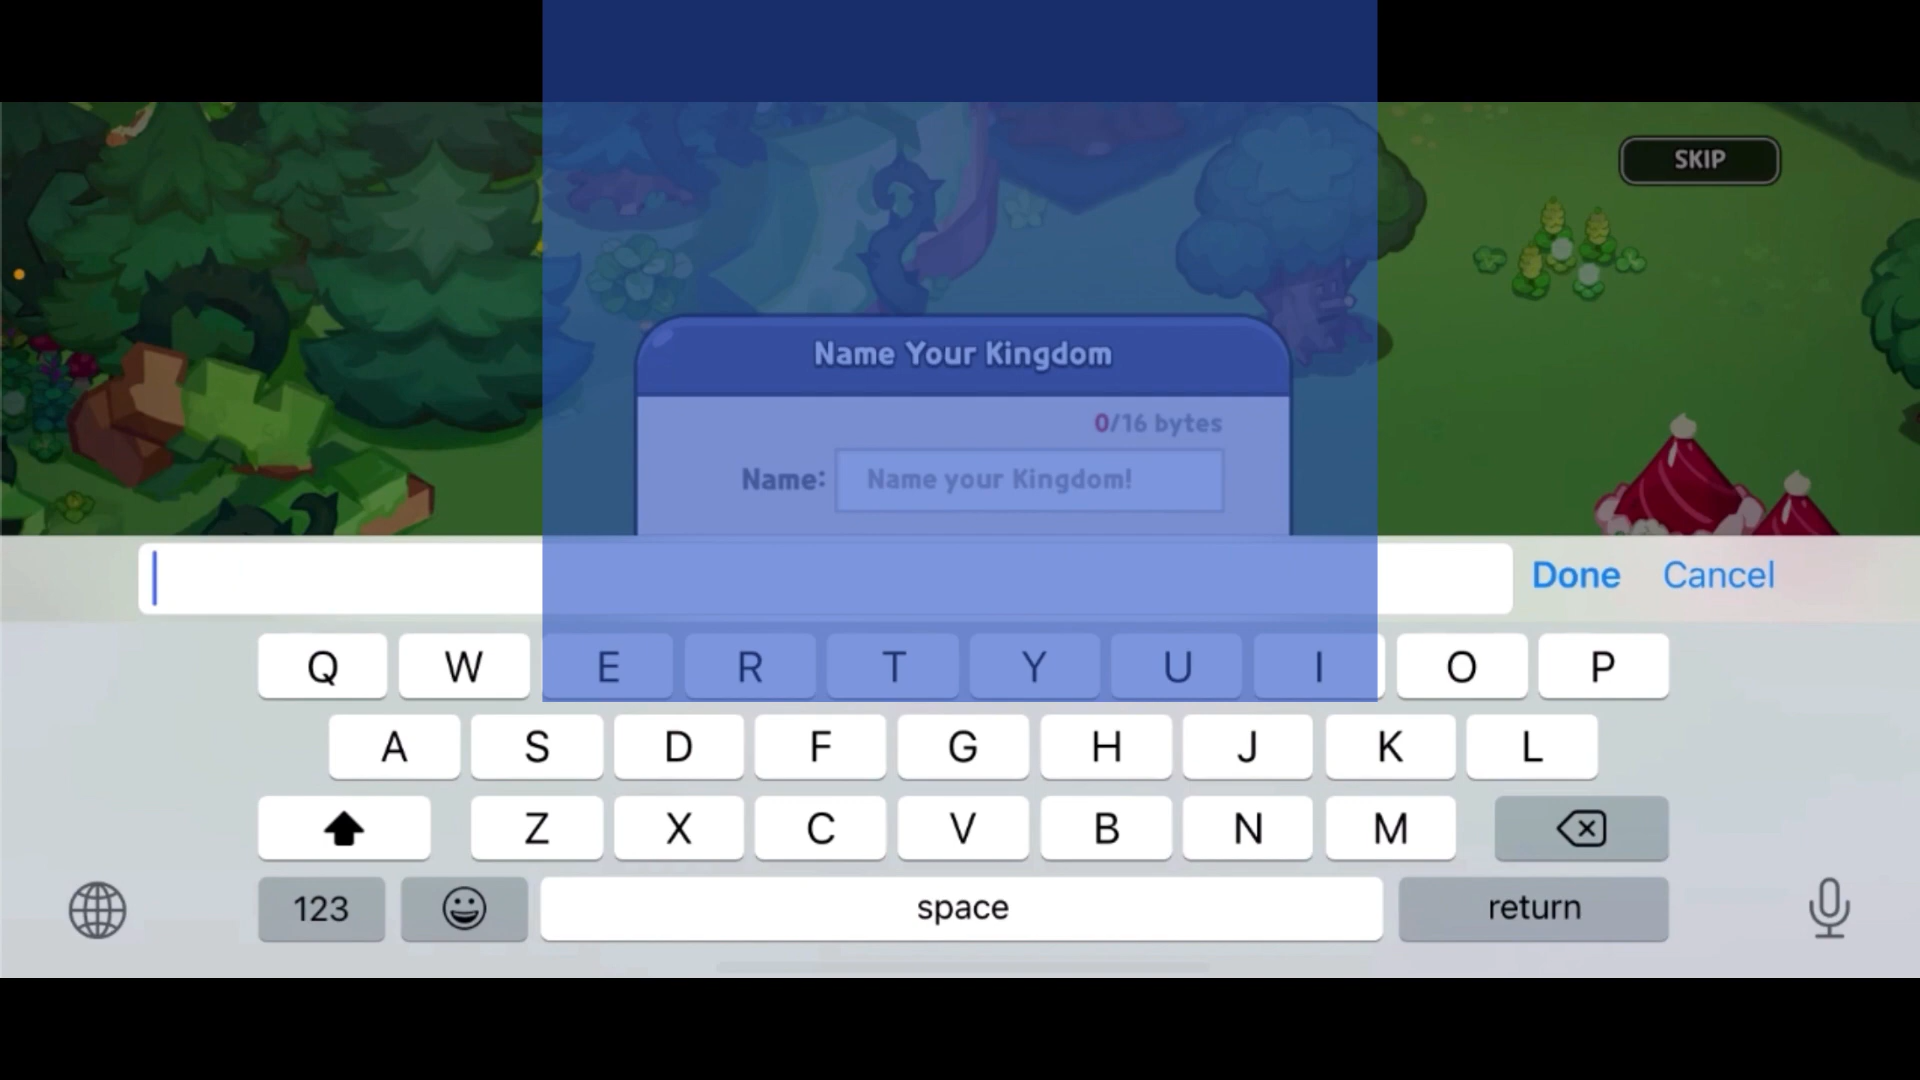 SKIP
Name Your Kingdom
0/16 bytes
Name: Name your Kingdom!
Done Cancel
Q W E R T Y U I O P
A S D F G H J K L
Z X C V B N M
123 space return